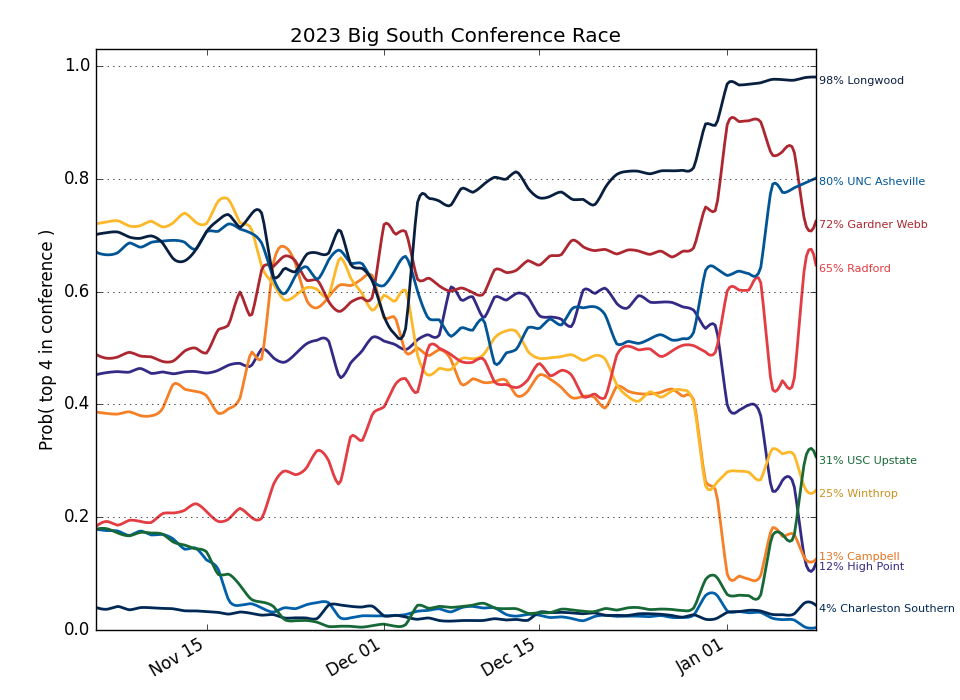 2023 Big South Conference Race
Prob( top 4 in conference )
1.0
0.8
0.6
0.4
0.2
0.0
98% Longwood
80% UNC Asheville
72% Gardner Webb
65% Radford
31% USC Upstate
25% Winthrop
13% Campbell
12% High Point
4% Charleston Southern
Nov 15
Dec 01
Dec 15
Jan 01